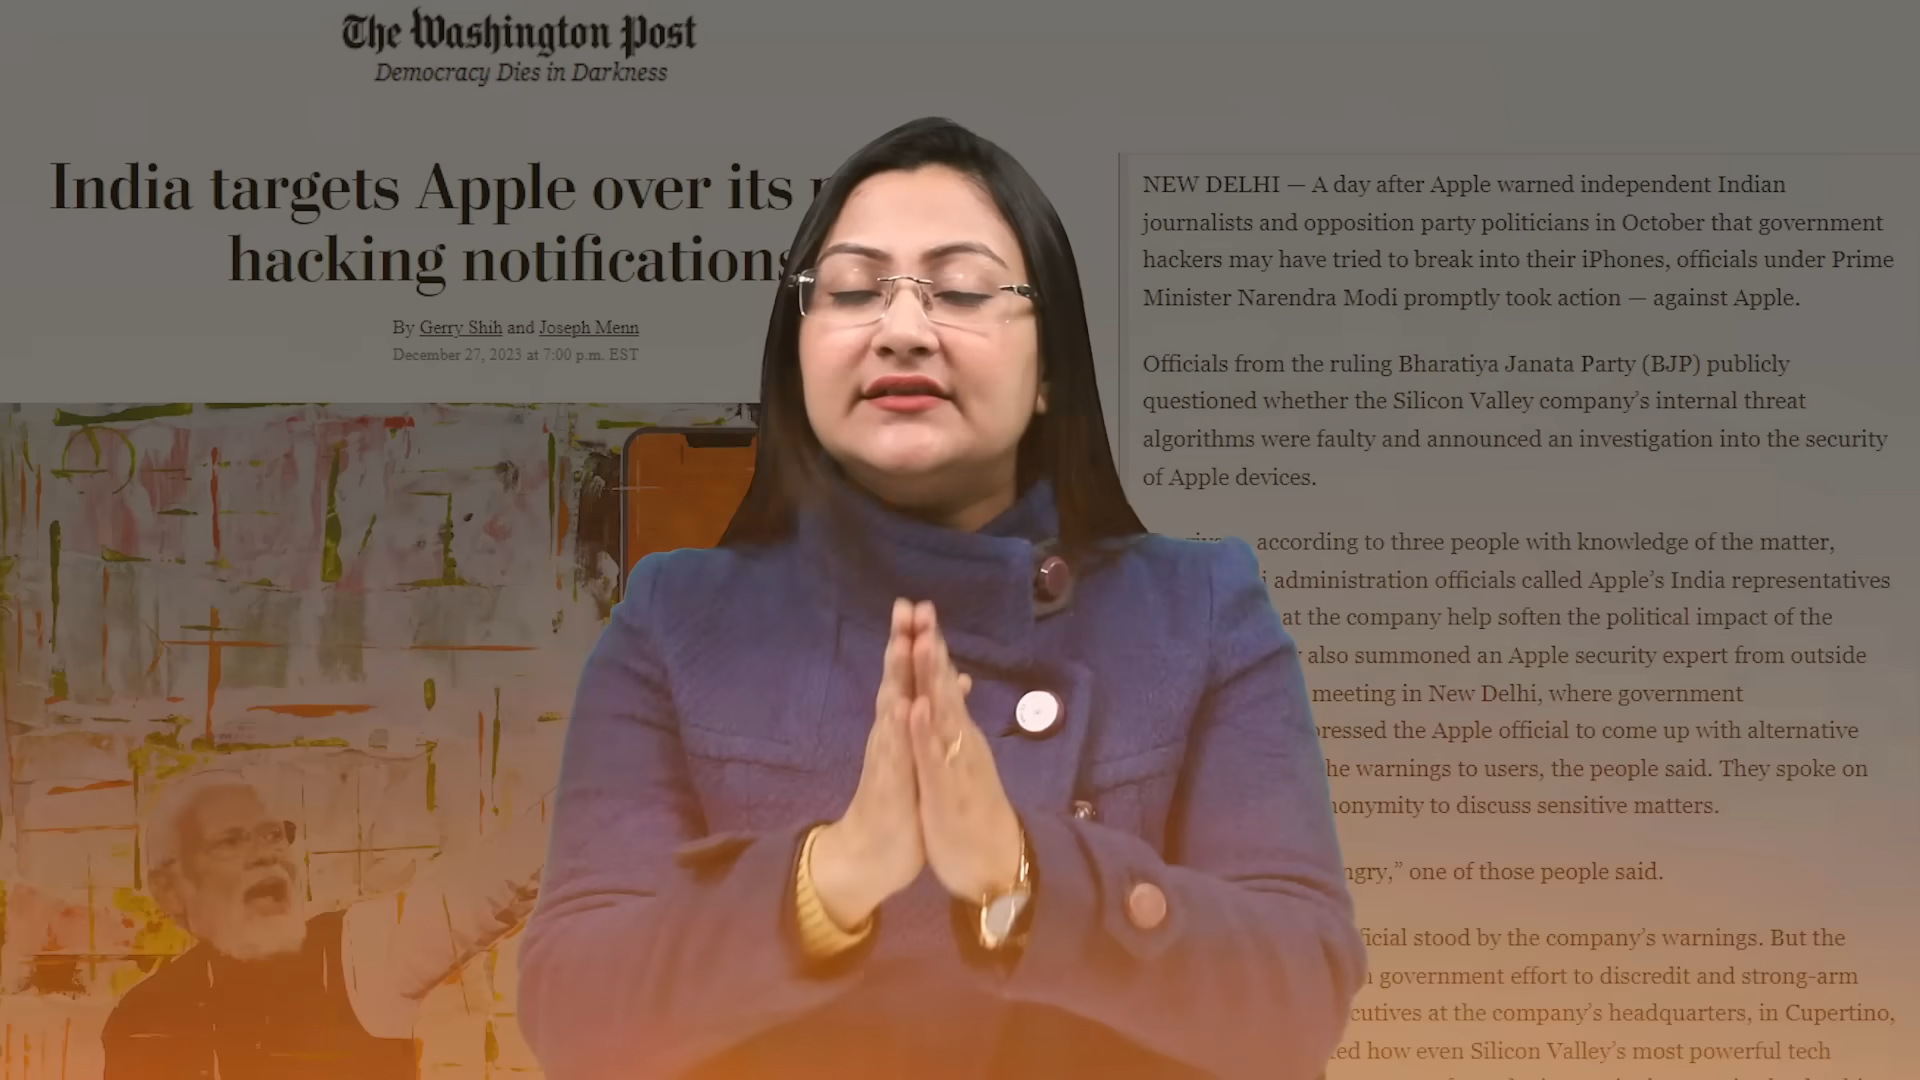 The Washington Post
Democracy Dies in Darkness
India targets Apple over its
hacking notifications
By Gerry Shih and Joseph Menn
December 27, 2023 at 7:00 p.m. EST
NEW DELHI — A day after Apple warned independent Indian
journalists and opposition party politicians in October that government
hackers may have tried to break into their iPhones, officials under Prime
Minister Narendra Modi promptly took action — against Apple.
Officials from the ruling Bharatiya Janata Party (BJP) publicly
questioned whether the Silicon Valley company’s internal threat
algorithms were faulty and announced an investigation into the security
of Apple devices.
according to three people with knowledge of the matter,
administration officials called Apple’s India representatives
at the company help soften the political impact of the
also summoned an Apple security expert from outside
meeting in New Delhi, where government
pressed the Apple official to come up with alternative
he warnings to users, the people said. They spoke on
nonymity to discuss sensitive matters.
ngry,” one of those people said.
ficial stood by the company’s warnings. But the
government effort to discredit and strong-arm
cutives at the company’s headquarters, in Cupertino,
ed how even Silicon Valley’s most powerful tech